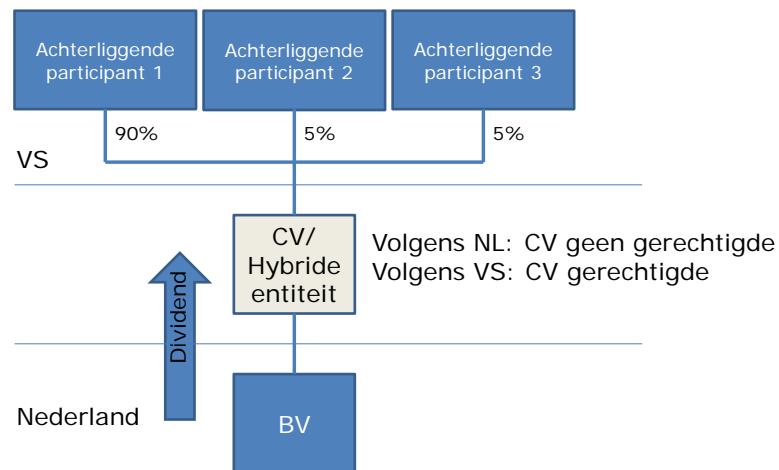 Achterliggende
participant 1
Achterliggende
participant 2
Achterliggende
participant 3
90%
5%
5%
VS
CV/
Hybride
entiteit
Volgens NL: CV geen gerechtigde
Volgens VS: CV gerechtigde
Dividend
Nederland
BV